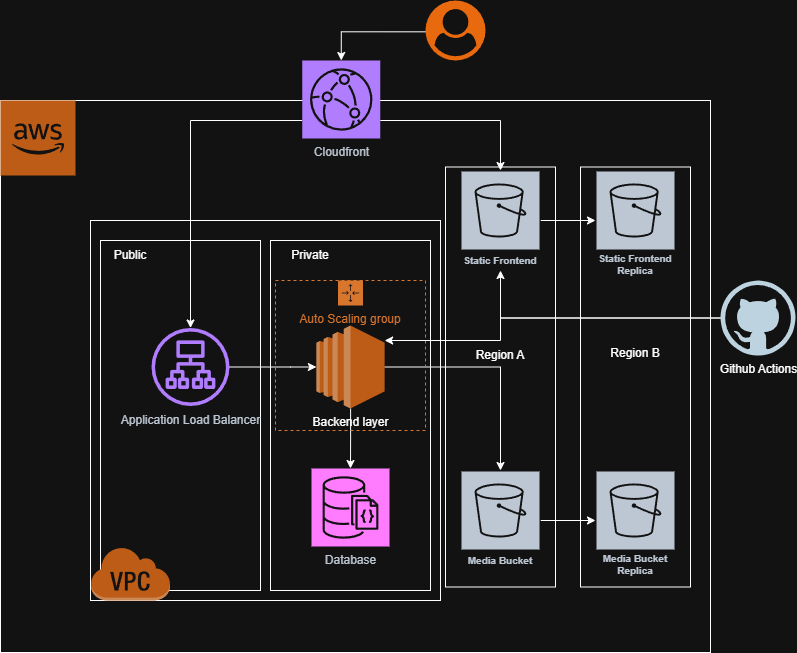 aws
Cloudfront
Public
Private
Static Frontend
Static Frontend
Replica
Auto Scaling group
Region A
Region B
Github Actions
Application Load Balancer
Backend layer
Database
Media Bucket
Media Bucket
Replica
VPC